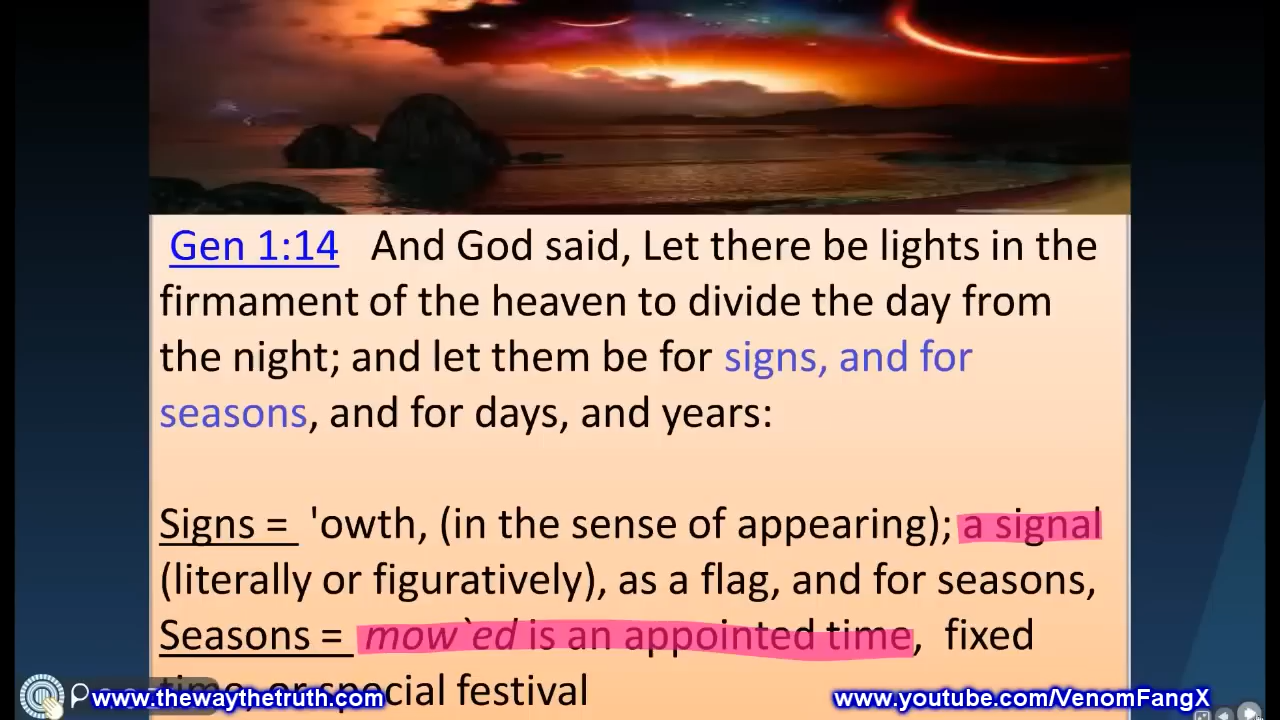 Gen 1:14 And God said, Let there be lights in the
firmament of the heaven to divide the day from
the night; and let them be for signs, and for
seasons, and for days, and years:
Signs = 'owth, (in the sense of appearing); a signal
(literally or figuratively), as a flag, and for seasons,
Seasons = mow`ed is an appointed time, fixed
time, or special festival
www.thewaythetruth.com
www.youtube.com/VenomFangX